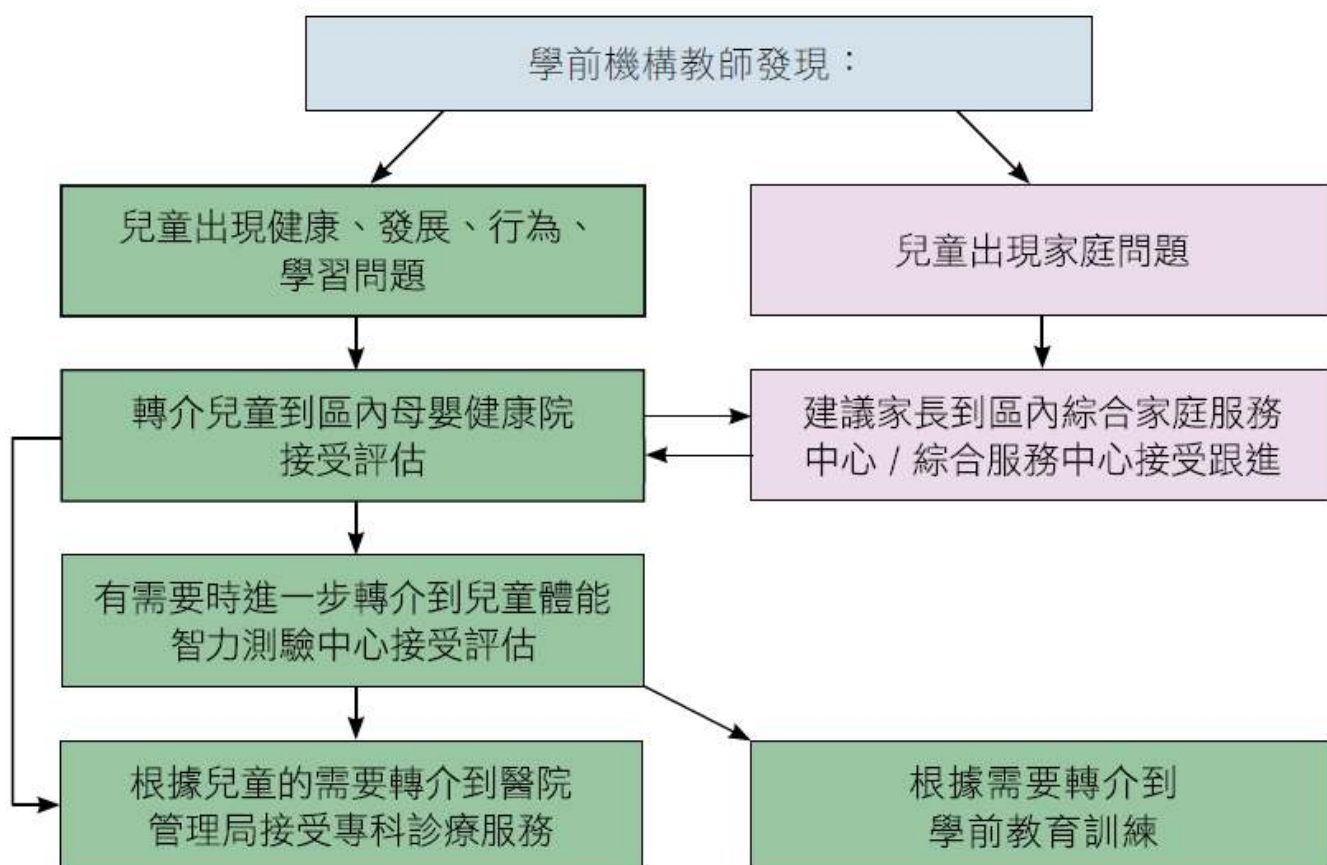 學前機構教師發現：
兒童出現健康、發展、行為、
學習問題
兒童出現家庭問題
轉介兒童到區內母嬰健康院
接受評估
建議家長到區內綜合家庭服務
中心 / 綜合服務中心接受跟進
有需要時進一步轉介到兒童體能
智力測驗中心接受評估
根據兒童的需要轉介到醫院
管理局接受專科診療服務
根據需要轉介到
學前教育訓練